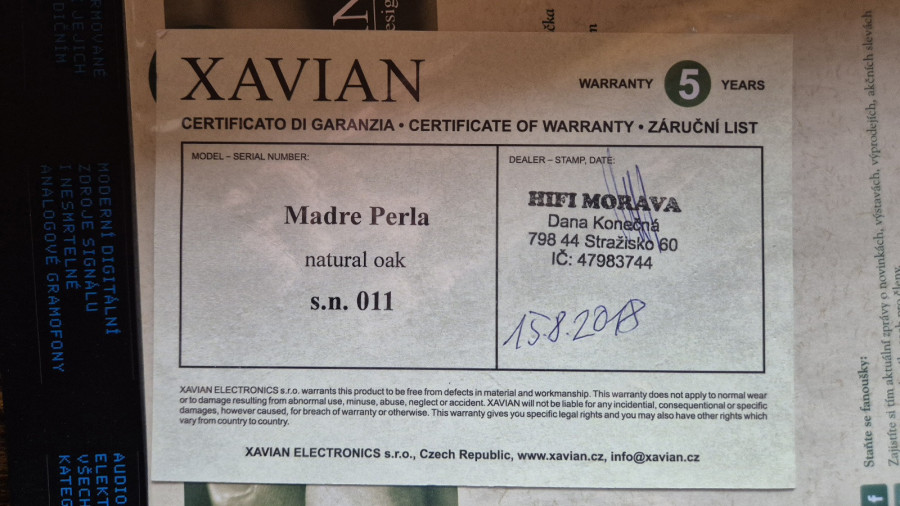 XAVIAN
WARRANTY 5 YEARS
CERTIFICATO DI GARANZIA • CERTIFICATE OF WARRANTY • ZÁRUČNÍ LIST
MODEL – SERIAL NUMBER:
Madre Perla
natural oak
s.n. 011
DEALER – STAMP, DATE:
HIFI MORAVA
Dana Konečná
798 44 Stražisko 60
IČ: 47983744
15.8.2018
XAVIAN ELECTRONICS s.r.o. warrants this product to be free from defects in material and workmanship. This warranty does not apply to normal wear
or to damage resulting from abnormal use, minuse, abuse, neglect or accident. XAVIAN will not be liable for any incidental, consequentional or specific
damages, however caused, for breach of warranty or otherwise. This warranty gives you specific legal rights and you may also have other rights which
vary from country to country.
XAVIAN ELECTRONICS s.r.o., Czech Republic, www.xavian.cz, info@xavian.cz
JEJICH
MODERNÍ DIGITÁLNÍ
ZDROJE SIGNÁLU
I NESMRTELNÉ
ANALOGOVÉ GRAMOFONY
AUDIO
Staňte se fanoušky:
Zajistíte si tím aktuální zprávy o novinkách, výstavách, výprodejích, akčních slevách
f